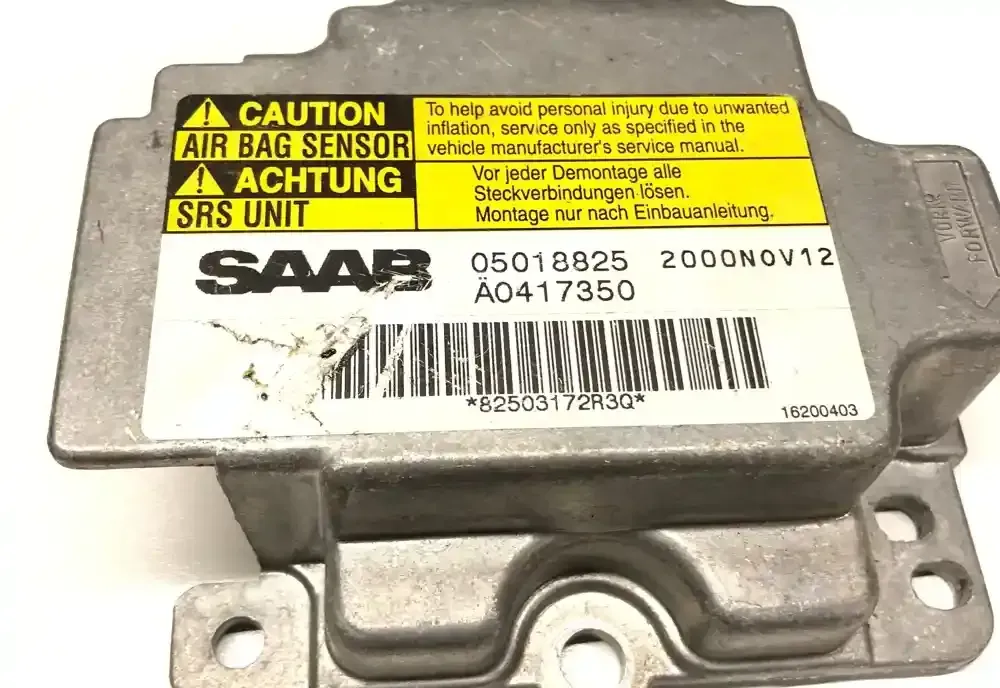 CAUTION
AIR BAG SENSOR
To help avoid personal injury due to unwanted
inflation, service only as specified in the
vehicle manufacturer's service manual.
ACHTUNG
SRS UNIT
Vor jeder Demontage alle
Steckverbindungen lösen.
Montage nur nach Einbauanleitung.
SAAB 05018825 2000NOV12
Ä0417350
*82503172R3Q*
16200403
FORWARD